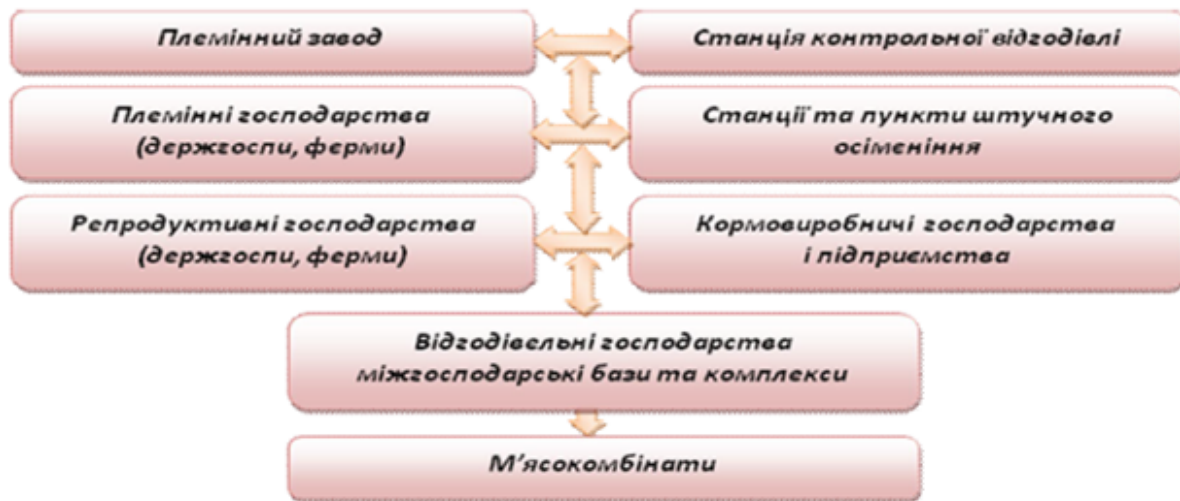 Племінний завод
Станція контрольної відгодівлі
Племінні господарства
(держгоспи, ферми)
Станції та пункти штучного
осіменіння
Репродуктивні господарства
(держгоспи, ферми)
Кормовиробничі господарства
і підприємства
Відгодівельні господарства
міжгосподарські бази та комплекси
М’ясокомбінати